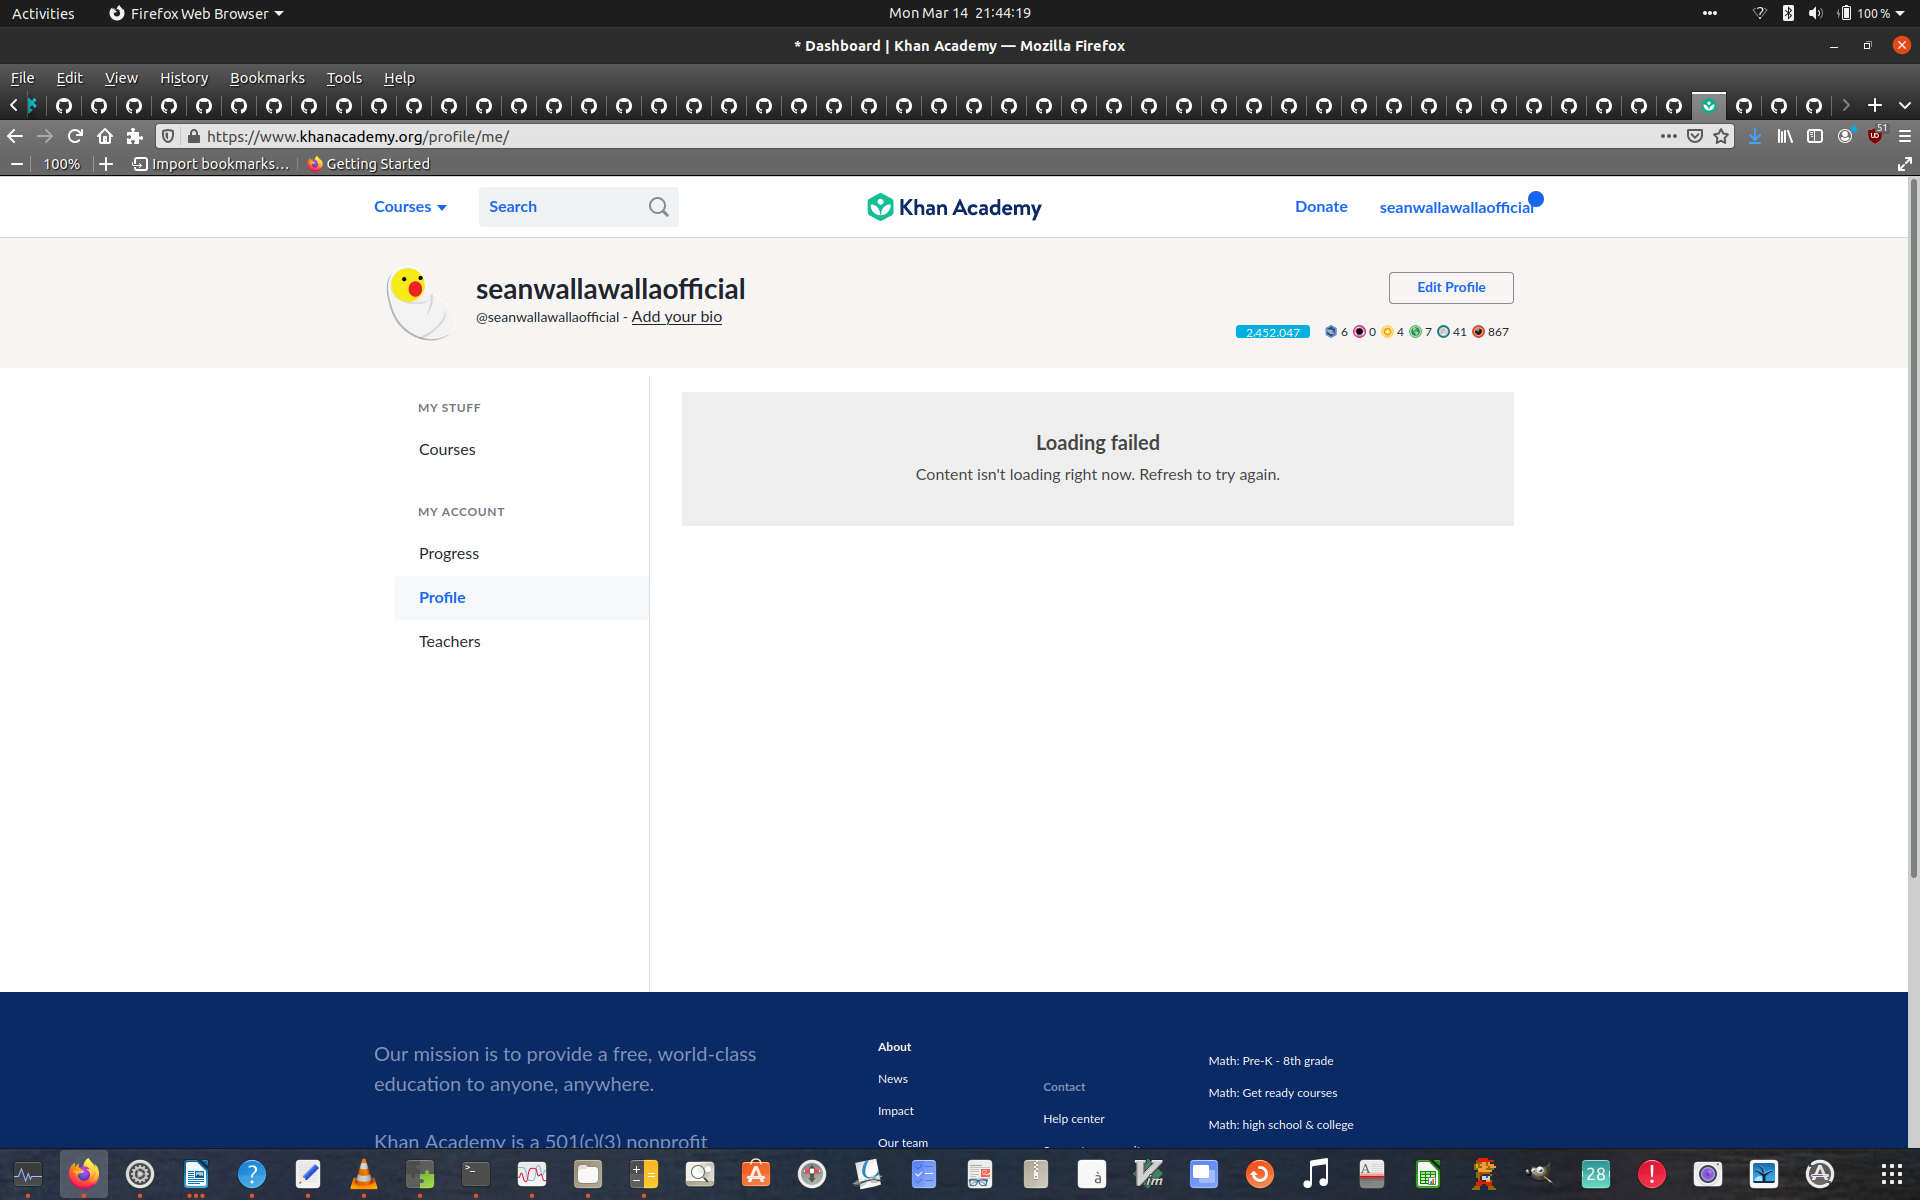 Activities
Firefox Web Browser
Mon Mar 14 21:44:19
100 %
* Dashboard | Khan Academy — Mozilla Firefox
File Edit View History Bookmarks Tools Help
https://www.khanacademy.org/profile/me/
51
100%
Import bookmarks…
Getting Started
Courses
Search
Khan Academy
Donate
seanwallawallaofficial
seanwallawallaofficial
@seanwallawallaofficial - Add your bio
Edit Profile
2,452,047
6 0 4 7 41 867
MY STUFF
Courses
MY ACCOUNT
Progress
Profile
Teachers
Loading failed
Content isn't loading right now. Refresh to try again.
Our mission is to provide a free, world-class
education to anyone, anywhere.
Khan Academy is a 501(c)(3) nonprofit
About
News
Impact
Our team
Contact
Help center
Math: Pre-K - 8th grade
Math: Get ready courses
Math: high school & college
28